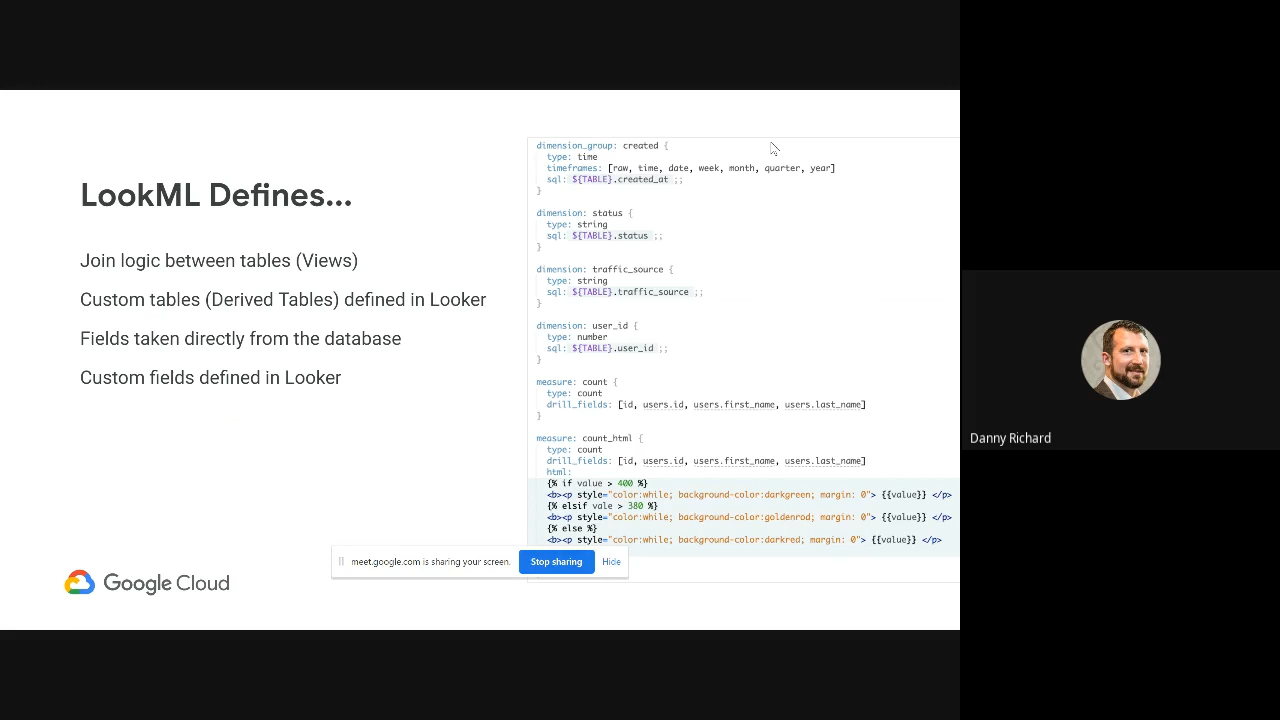 LookML Defines...
Join logic between tables (Views)
Custom tables (Derived Tables) defined in Looker
Fields taken directly from the database
Custom fields defined in Looker
dimension_group: created {
type: time
timeframes: [raw, time, date, week, month, quarter, year]
sql: ${TABLE}.created_at ;;
}
dimension: status {
type: string
sql: ${TABLE}.status ;;
}
dimension: traffic_source {
type: string
sql: ${TABLE}.traffic_source ;;
}
dimension: user_id {
type: number
sql: ${TABLE}.user_id ;;
}
measure: count {
type: count
drill_fields: [id, users.id, users.first_name, users.last_name]
}
measure: count_html {
type: count
drill_fields: [id, users.id, users.first_name, users.last_name]
html:
{% if value > 400 %}
<b><p style="color:while; background-color:darkgreen; margin: 0"> {{value}} </p>
{% elsif vale > 380 %}
<b><p style="color:while; background-color:goldenrod; margin: 0"> {{value}} </p>
{% else %}
<b><p style="color:while; background-color:darkred; margin: 0"> {{value}} </p>
meet.google.com is sharing your screen. Stop sharing Hide
Google Cloud
Danny Richard